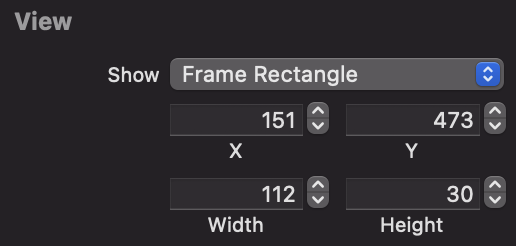 View
Show Frame Rectangle
151 473
X Y
112 30
Width Height